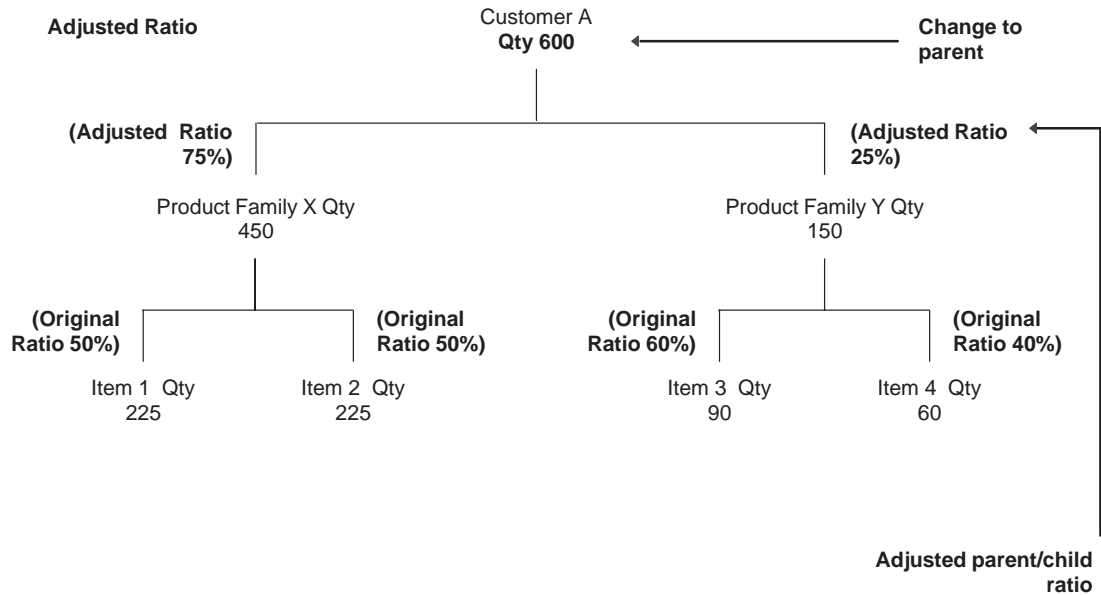 Adjusted Ratio
Customer A
Qty 600
Change to
parent
(Adjusted Ratio
75%)
(Adjusted Ratio
25%)
Product Family X Qty
450
Product Family Y Qty
150
(Original
Ratio 50%)
(Original
Ratio 50%)
(Original
Ratio 60%)
(Original
Ratio 40%)
Item 1 Qty
225
Item 2 Qty
225
Item 3 Qty
90
Item 4 Qty
60
Adjusted parent/child
ratio